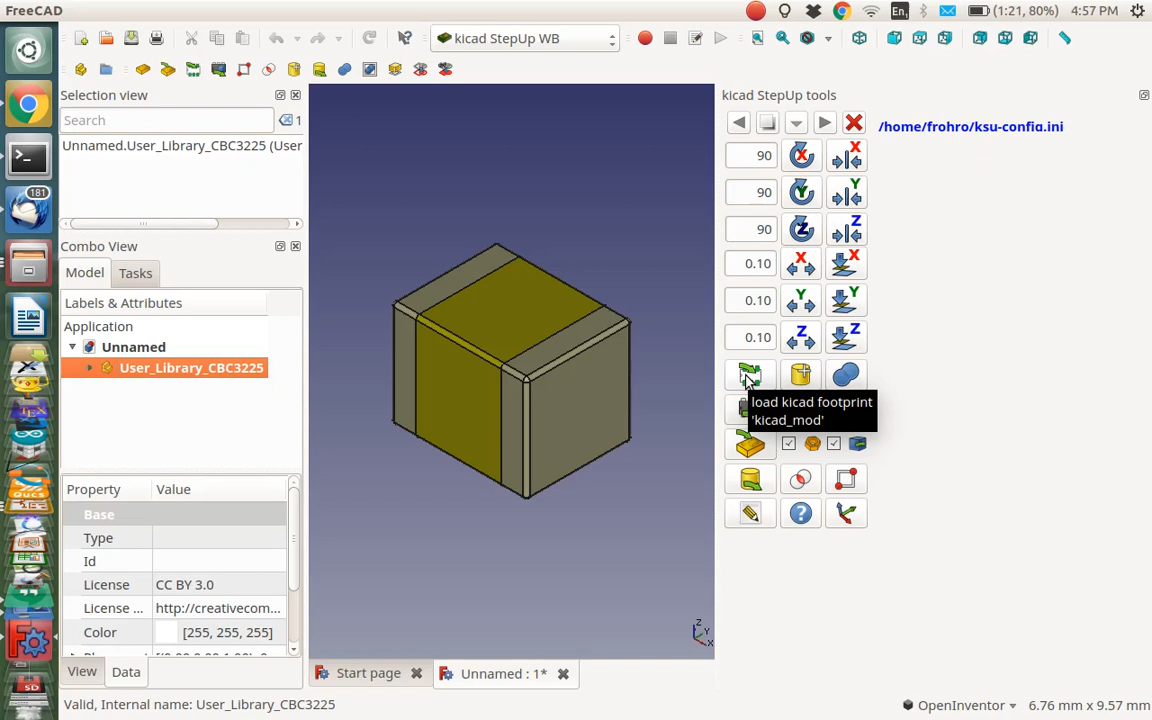 FreeCAD
En1
(1:21, 80%)
4:57 PM
kicad StepUp WB
Selection view
Search
1
Unnamed.User_Library_CBC3225 (User
Combo View
Model
Tasks
Labels & Attributes
Application
Unnamed
User_Library_CBC3225
Property
Value
Base
Type
Id
License
CC BY 3.0
License ...
http://creativecom...
Color
[255, 255, 255]
View
Data
Start page
Unnamed : 1*
kicad StepUp tools
/home/frohro/ksu-config.ini
90
X
X
90
Y
Y
90
Z
Z
0.10
X
X
0.10
Y
Y
0.10
Z
Z
load kicad footprint
'kicad_mod'
181
TEX
QUCS
SD
Z
Y
X
Valid, Internal name: User_Library_CBC3225
OpenInventor
6.76 mm x 9.57 mm